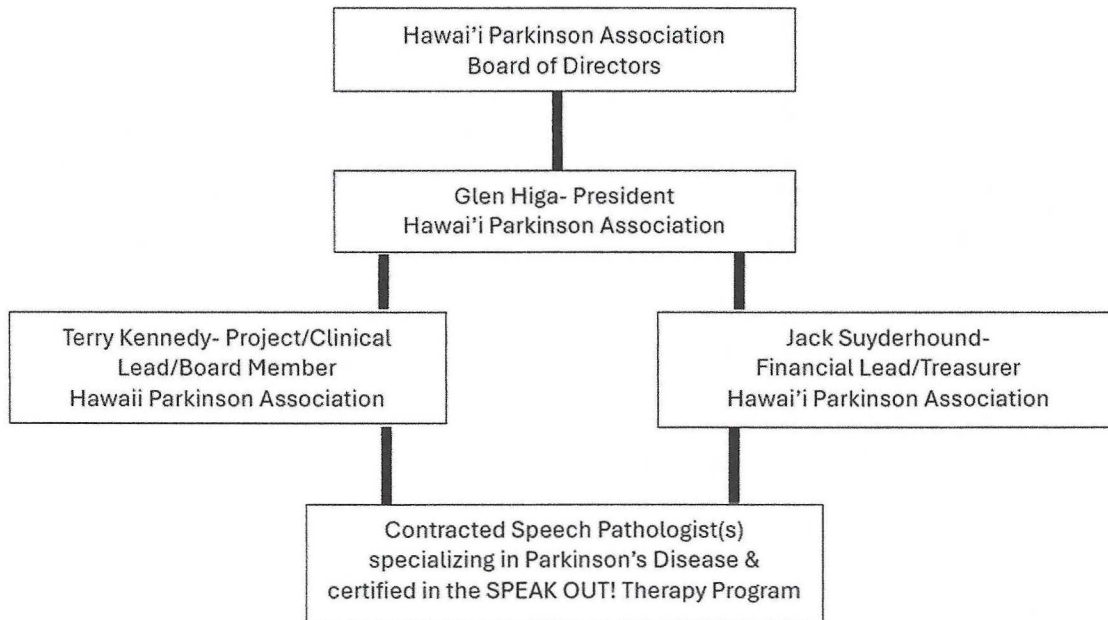 Hawai’i Parkinson Association
Board of Directors
Glen Higa- President
Hawai’i Parkinson Association
Terry Kennedy- Project/Clinical
Lead/Board Member
Hawaii Parkinson Association
Jack Suyderhound-
Financial Lead/Treasurer
Hawai’i Parkinson Association
Contracted Speech Pathologist(s)
specializing in Parkinson’s Disease &
certified in the SPEAK OUT! Therapy Program